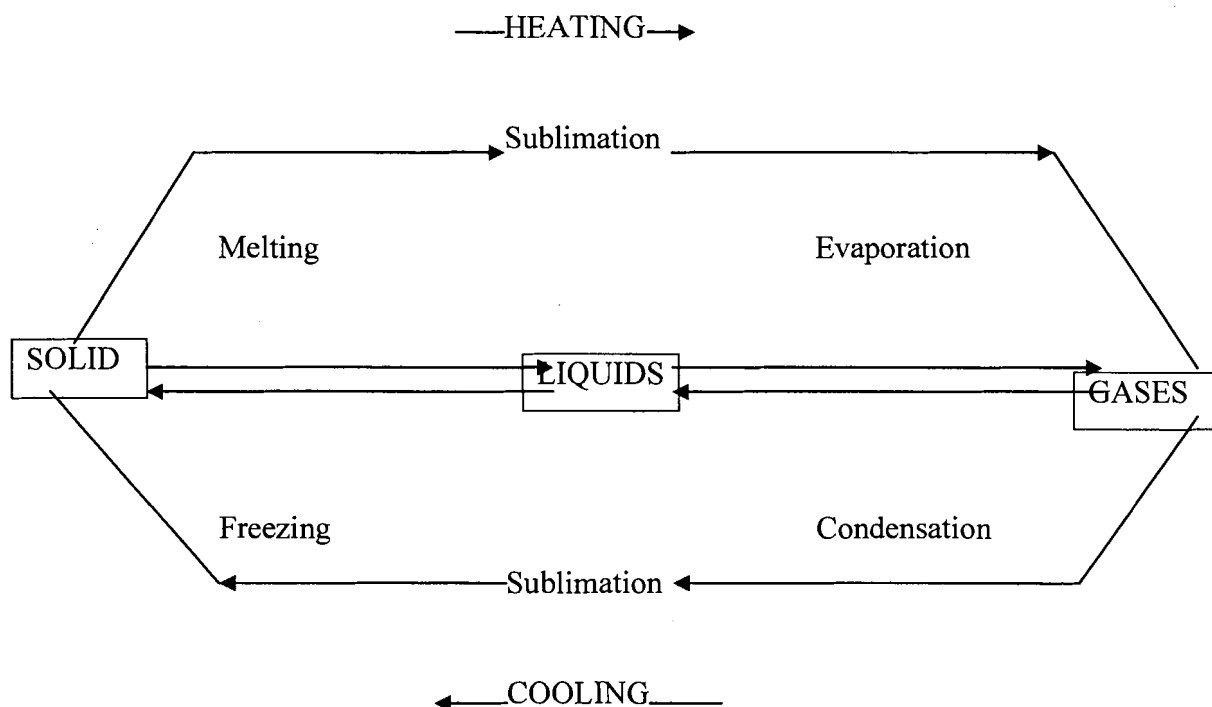 HEATING
Sublimation
Melting
Evaporation
SOLID
LIQUIDS
GASES
Freezing
Condensation
Sublimation
COOLING